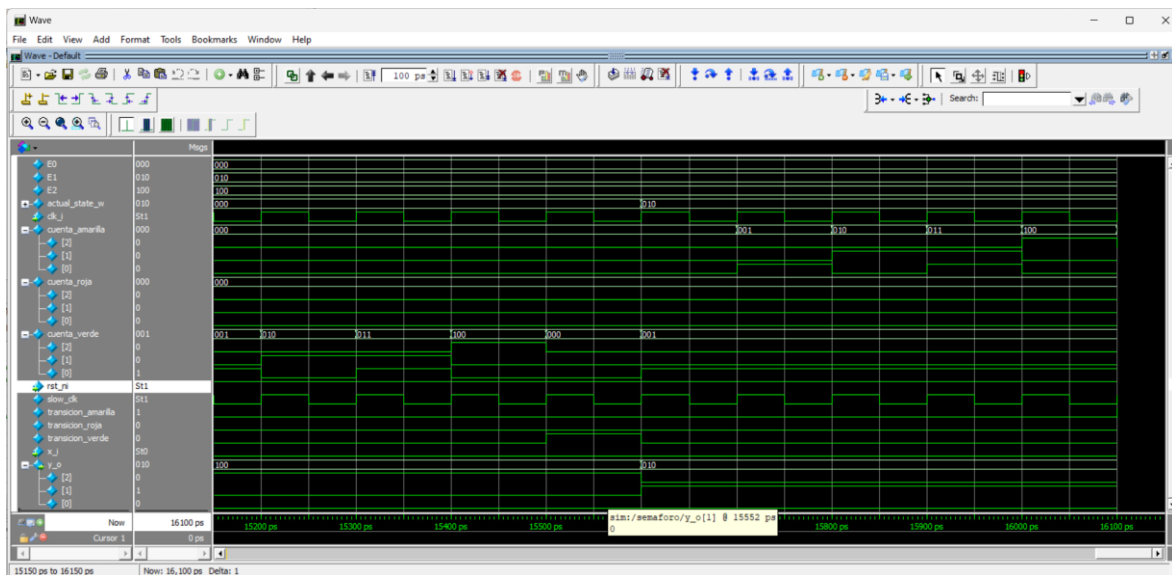 Wave
File Edit View Add Format Tools Bookmarks Window Help
Wave - Default
100 ps
Search:
Msgs
E0 000 000
E1 010 010
E2 100 100
actual_state_w 010 000 010
clk_i St1
cuenta_amarilla 000 000 001 010 011 100
[2] 0
[1] 0
[0] 0
cuenta_roja 000 000
[2] 0
[1] 0
[0] 0
cuenta_verde 001 001 010 011 100 000 001
[2] 0
[1] 0
[0] 1
rst_ni St1
slow_clk St1
transicion_amarilla 1
transicion_roja 0
transicion_verde 0
x_i St0
y_o 010 100 010
[2] 0
[1] 1
[0] 0
Now 16100 ps 15200 ps 15300 ps 15400 ps 15500 ps 15800 ps 15900 ps 16000 ps 16100 ps
sim:/semaforo/y_o[1] @ 15552 ps
0
Cursor 1 0 ps
15150 ps to 16150 ps Now: 16,100 ps Delta: 1